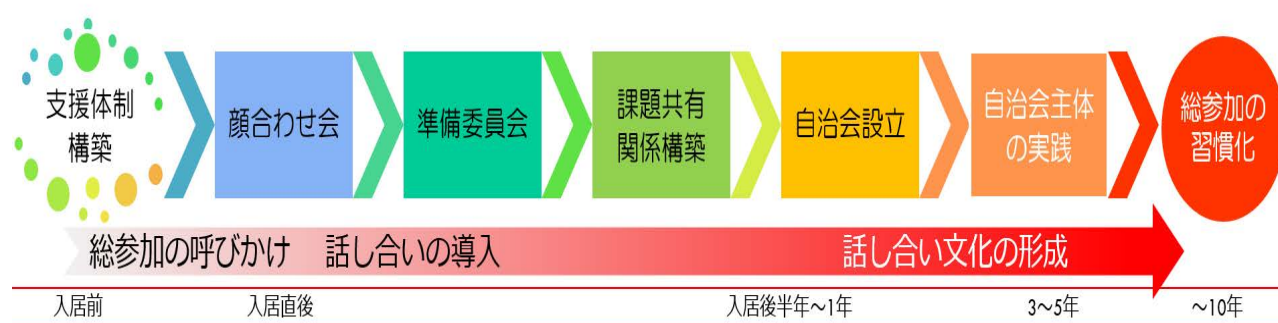 支援体制
構築
顔合わせ会
準備委員会
課題共有
関係構築
自治会設立
自治会主体
の実践
総参加の
習慣化
総参加の呼びかけ　話し合いの導入
話し合い文化の形成
入居前
入居直後
入居後半年～1年
3～5年
～10年